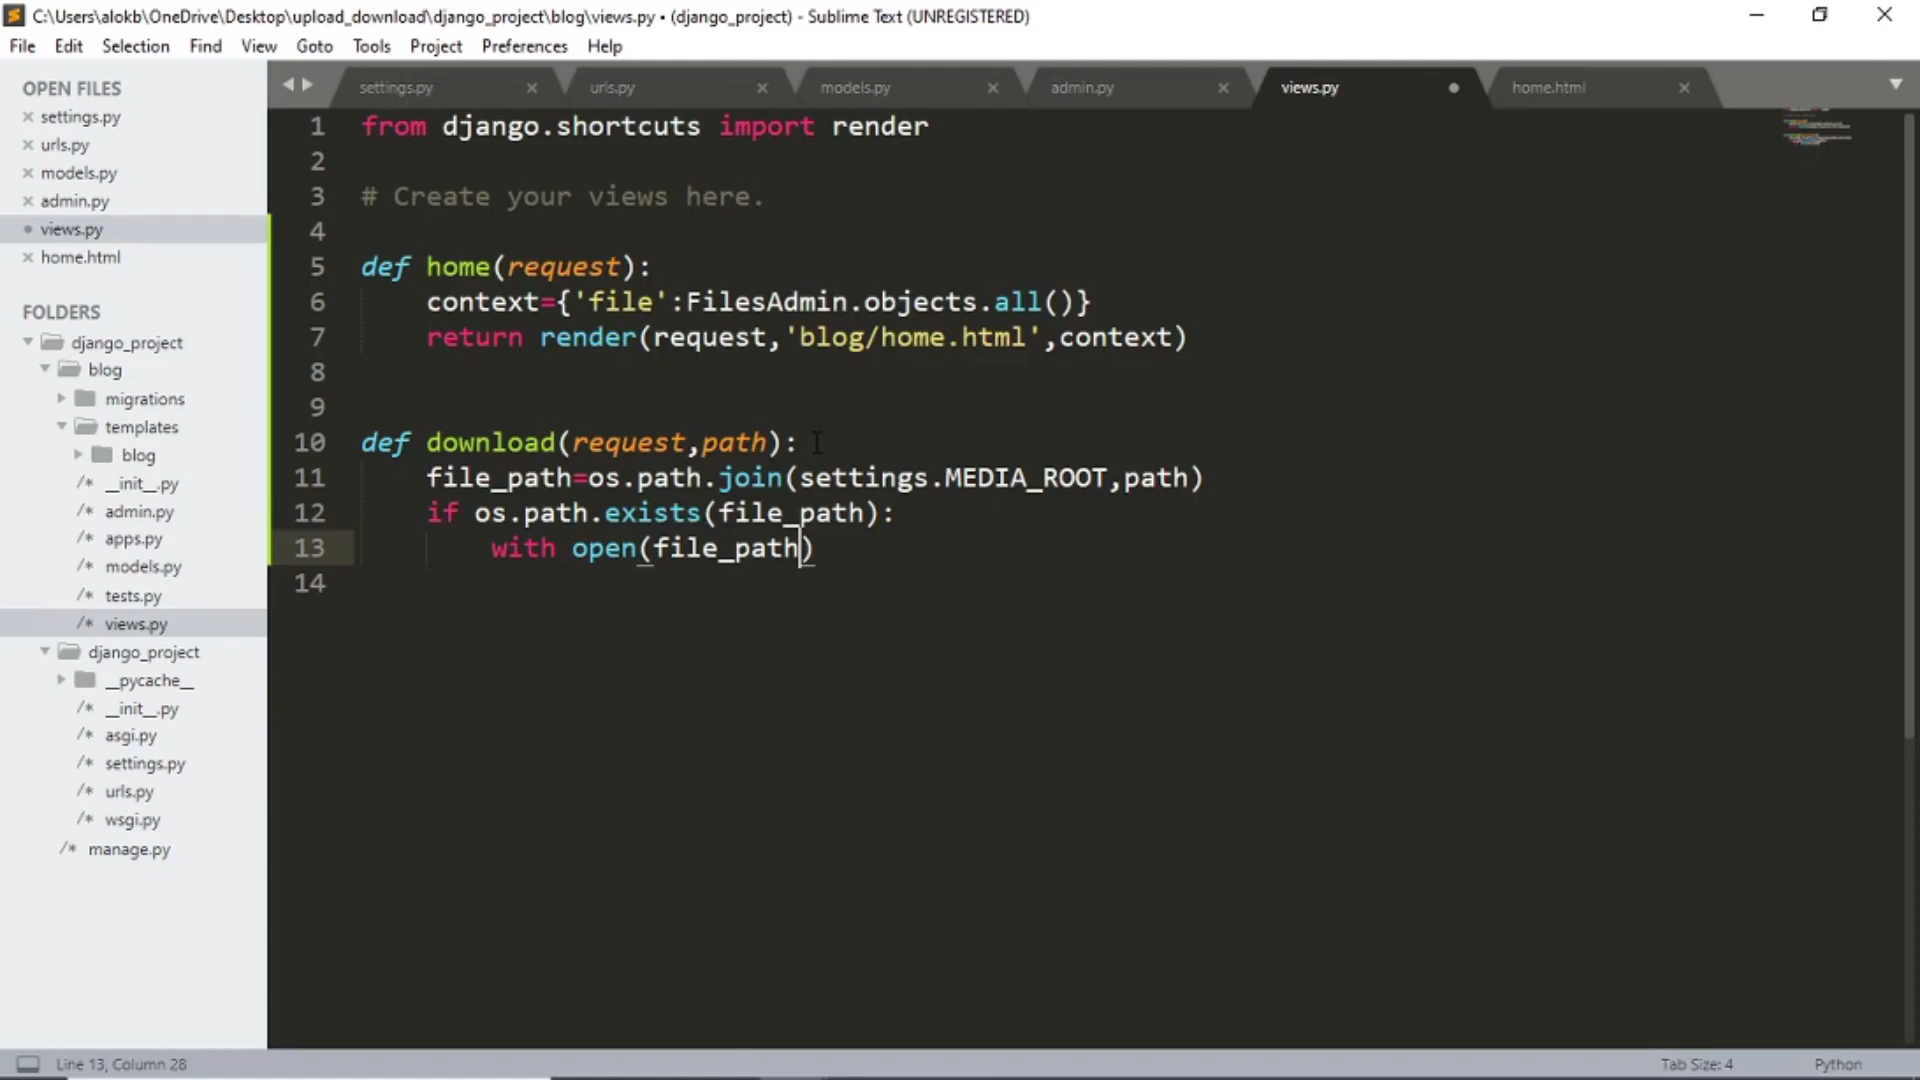 C:\Users\alokb\OneDrive\Desktop\upload_download\django_project\blog\views.py • (django_project) - Sublime Text (UNREGISTERED)
File Edit Selection Find View Goto Tools Project Preferences Help
OPEN FILES
settings.py
urls.py
models.py
admin.py
views.py
home.html
FOLDERS
django_project
blog
migrations
templates
blog
/* __init__.py
/* admin.py
/* apps.py
/* models.py
/* tests.py
/* views.py
django_project
__pycache__
/* __init__.py
/* asgi.py
/* settings.py
/* urls.py
/* wsgi.py
/* manage.py
settings.py urls.py models.py admin.py views.py home.html
1 from django.shortcuts import render
2
3 # Create your views here.
4
5 def home(request):
6 context={'file':FilesAdmin.objects.all()}
7 return render(request,'blog/home.html',context)
8
9
10 def download(request,path):
11 file_path=os.path.join(settings.MEDIA_ROOT,path)
12 if os.path.exists(file_path):
13 with open(file_path)
14
Line 13, Column 28
Tab Size: 4
Python